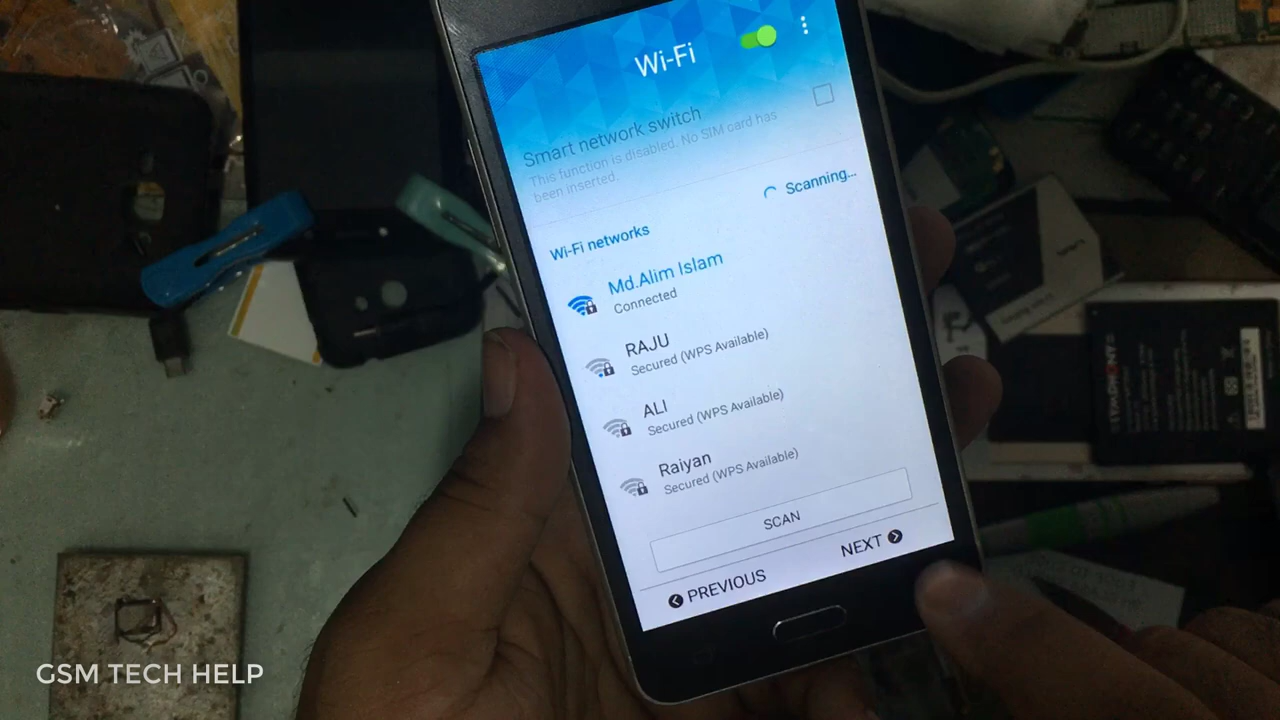 Wi-Fi
Smart network switch
This function is disabled. No SIM card has
been inserted.
Scanning...
Wi-Fi networks
Md.Alim Islam
Connected
RAJU
Secured (WPS Available)
ALI
Secured (WPS Available)
Raiyan
Secured (WPS Available)
SCAN
PREVIOUS
NEXT
GSM TECH HELP